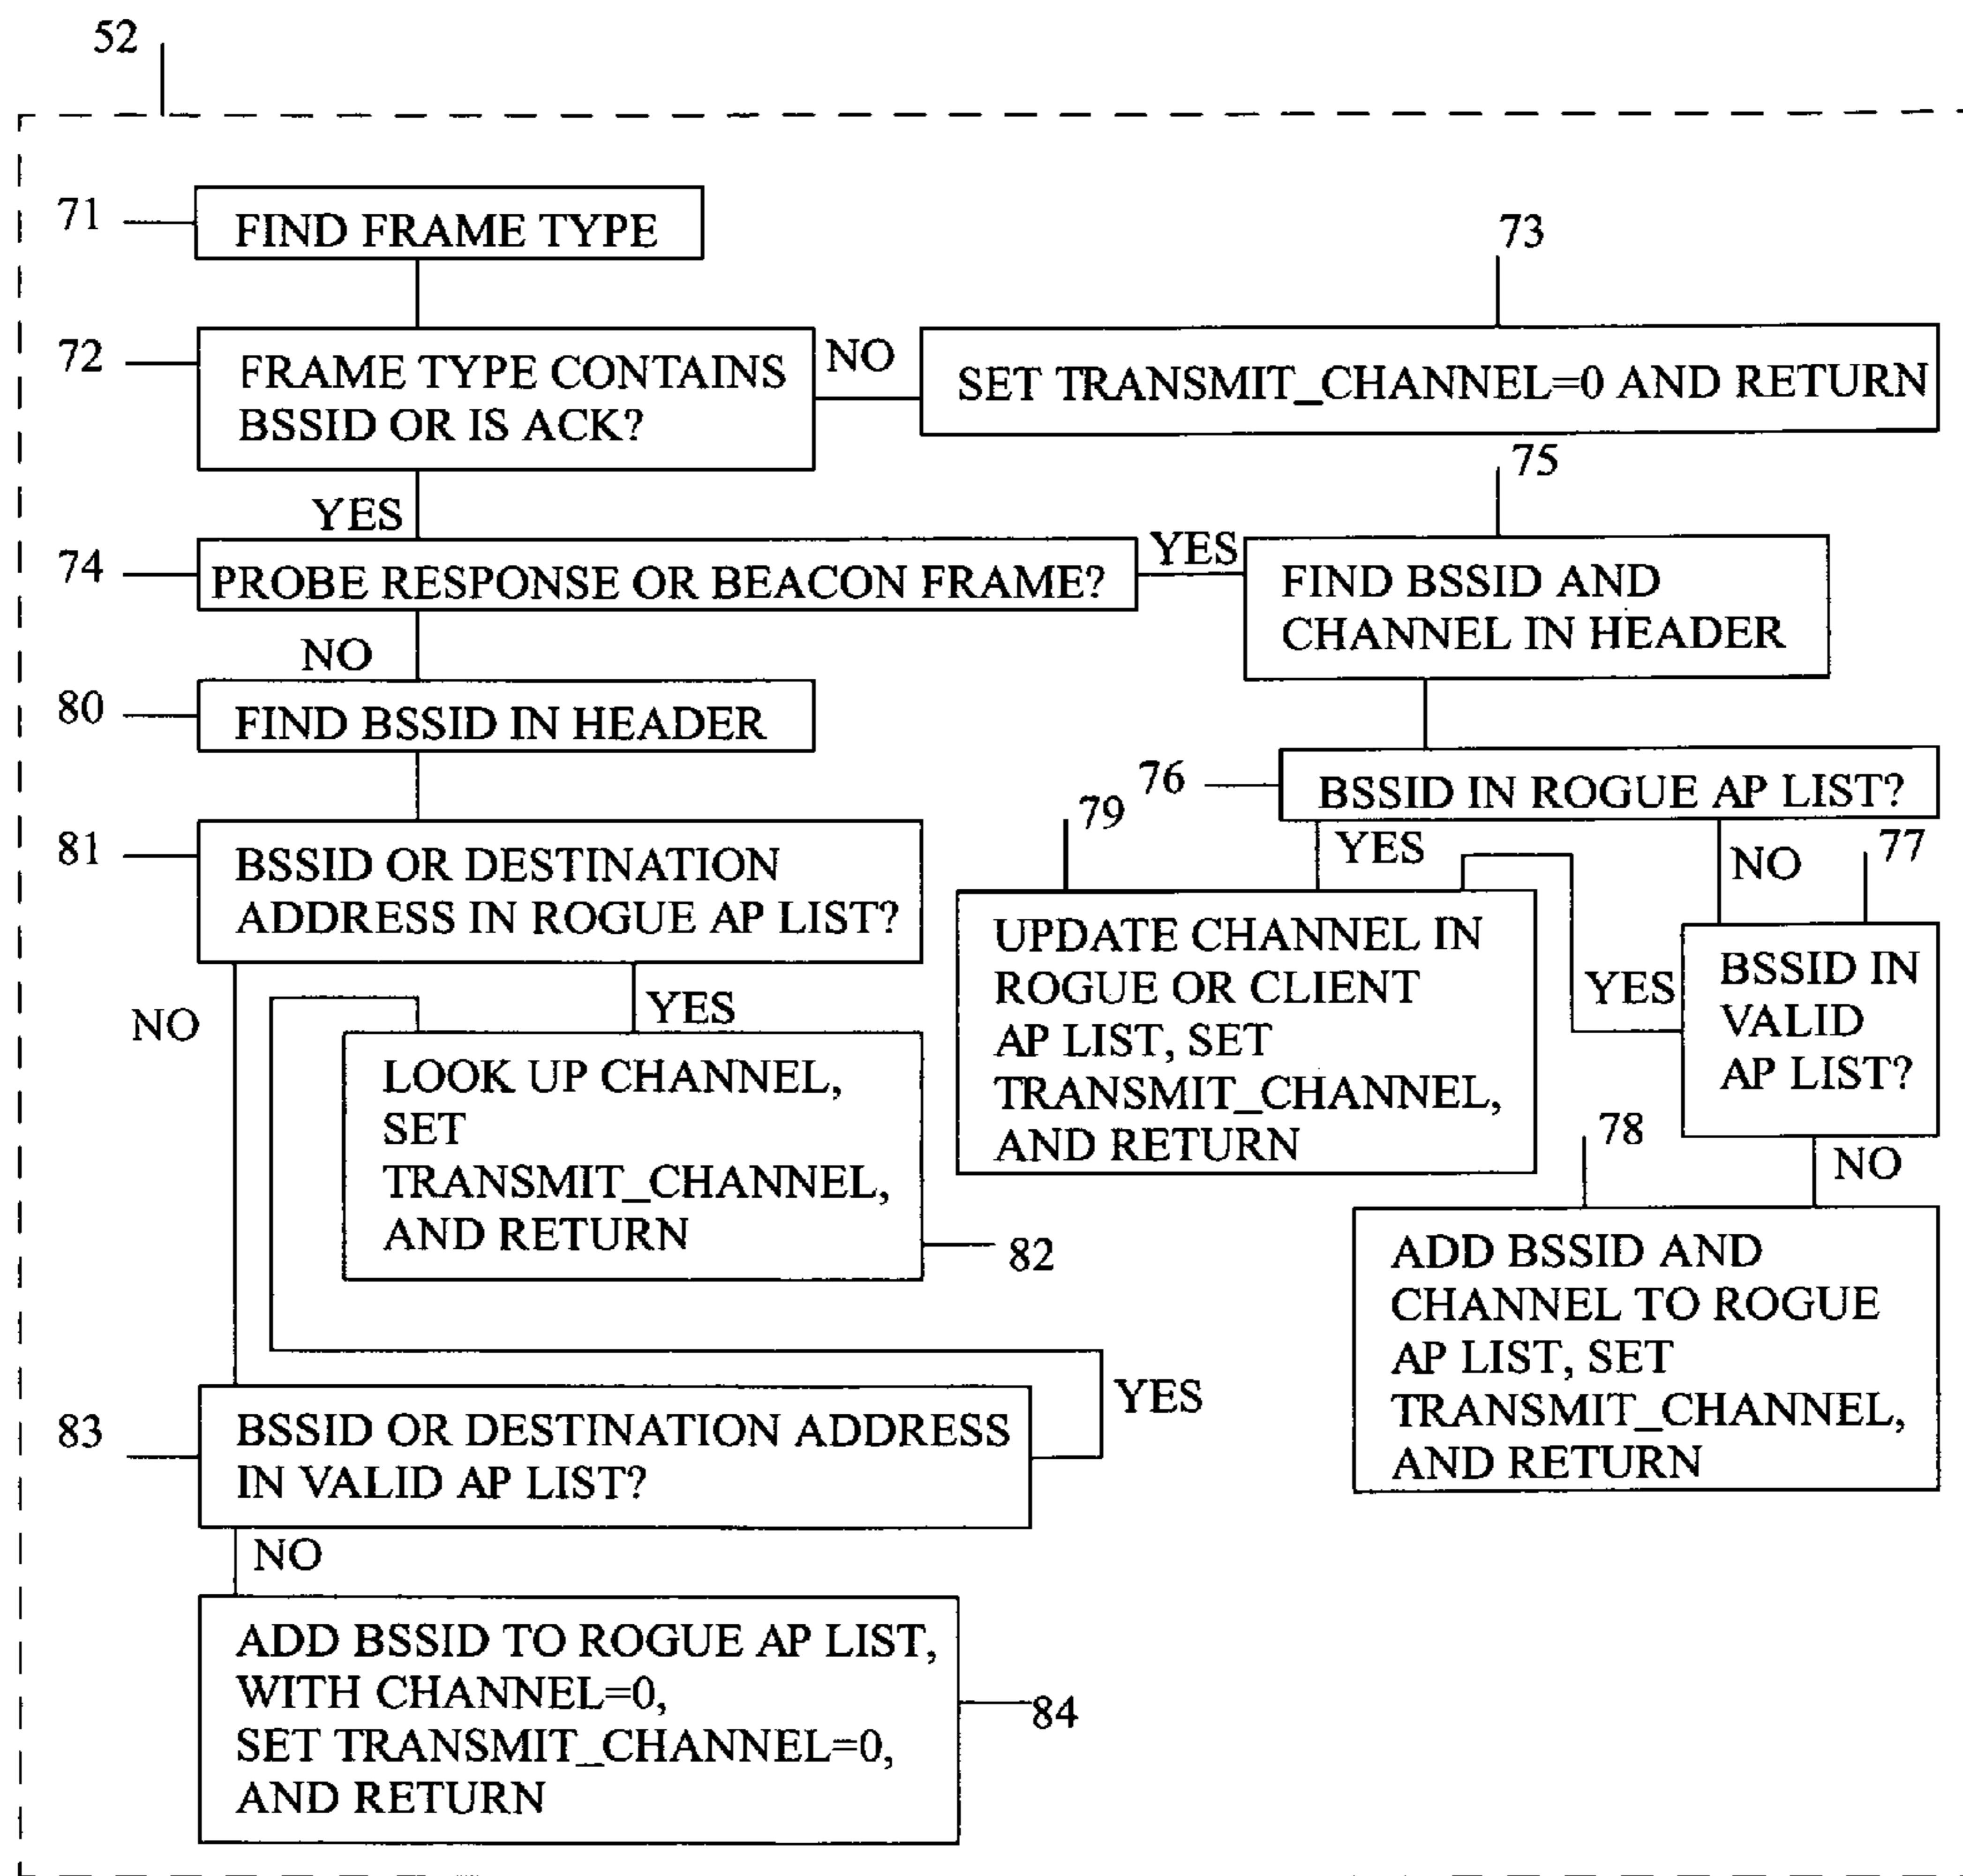 52
71
FIND FRAME TYPE
73
72
FRAME TYPE CONTAINS
BSSID OR IS ACK?
NO
SET TRANSMIT_CHANNEL=0 AND RETURN
YES
75
74
PROBE RESPONSE OR BEACON FRAME?
YES
FIND BSSID AND
CHANNEL IN HEADER
NO
80
FIND BSSID IN HEADER
76
BSSID IN ROGUE AP LIST?
79
YES
NO
77
81
BSSID OR DESTINATION
ADDRESS IN ROGUE AP LIST?
UPDATE CHANNEL IN
ROGUE OR CLIENT
AP LIST, SET
TRANSMIT_CHANNEL,
AND RETURN
YES
BSSID IN
VALID
AP LIST?
NO
YES
LOOK UP CHANNEL,
SET
TRANSMIT_CHANNEL,
AND RETURN
82
78
NO
ADD BSSID AND
CHANNEL TO ROGUE
AP LIST, SET
TRANSMIT_CHANNEL,
AND RETURN
YES
83
BSSID OR DESTINATION ADDRESS
IN VALID AP LIST?
NO
ADD BSSID TO ROGUE AP LIST,
WITH CHANNEL=0,
SET TRANSMIT_CHANNEL=0,
AND RETURN
84